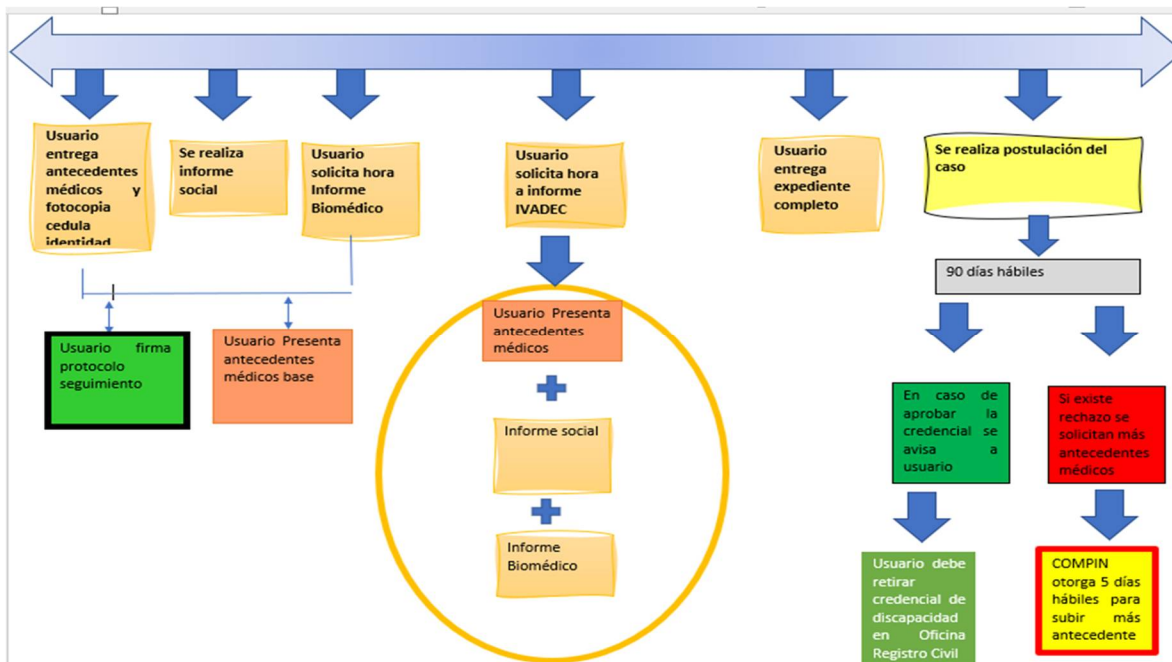 Usuario
entrega
antecedentes
médicos y
fotocopia
cedula
identidad
Se realiza
informe
social
Usuario
solicita hora
Informe
Biomédico
Usuario
solicita hora
a informe
IVADEC
Usuario
entrega
expediente
completo
Se realiza postulación del
caso
90 días hábiles
Usuario firma
protocolo
seguimiento
Usuario Presenta
antecedentes
médicos base
Usuario Presenta
antecedentes
médicos
Informe social
Informe
Biomédico
En caso de
aprobar la
credencial se
avisa a
usuario
Si existe
rechazo se
solicitan más
antecedentes
médicos
Usuario debe
retirar
credencial de
discapacidad
en Oficina
Registro Civil
COMPIN
otorga 5 días
hábiles para
subir más
antecedente